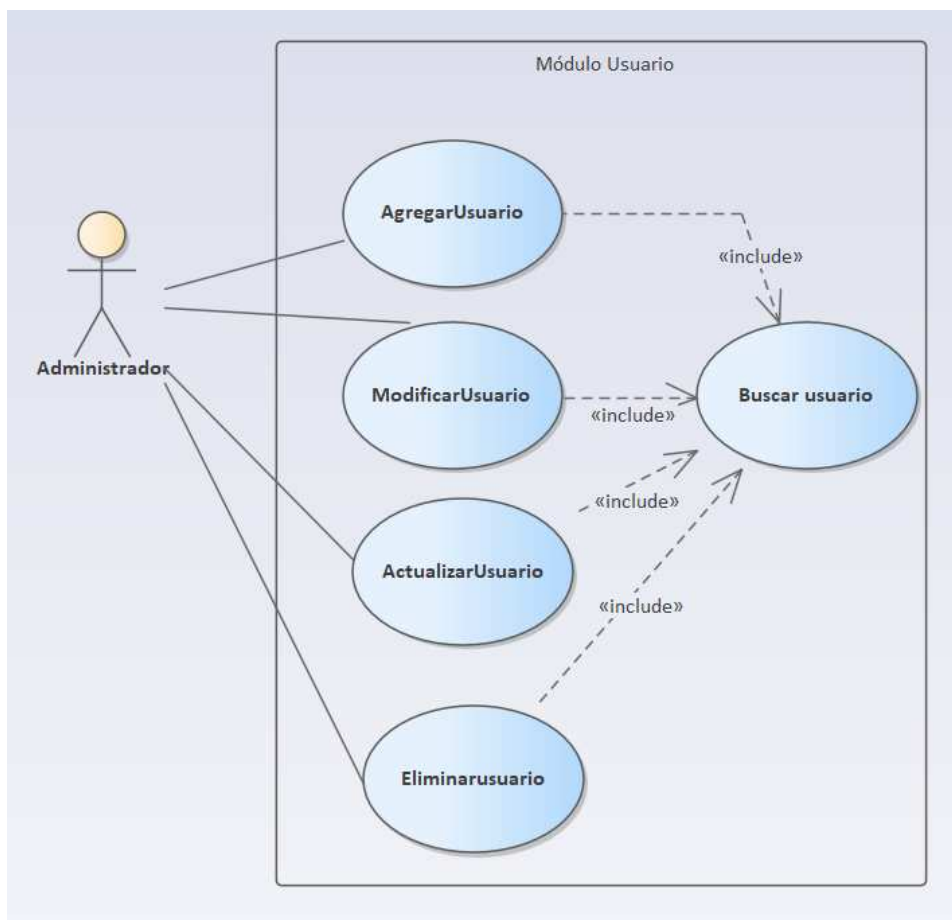 Módulo Usuario
AgregarUsuario
«include»
Administrador
ModificarUsuario
«include»
Buscar usuario
ActualizarUsuario
«include»
«include»
Eliminarusuario